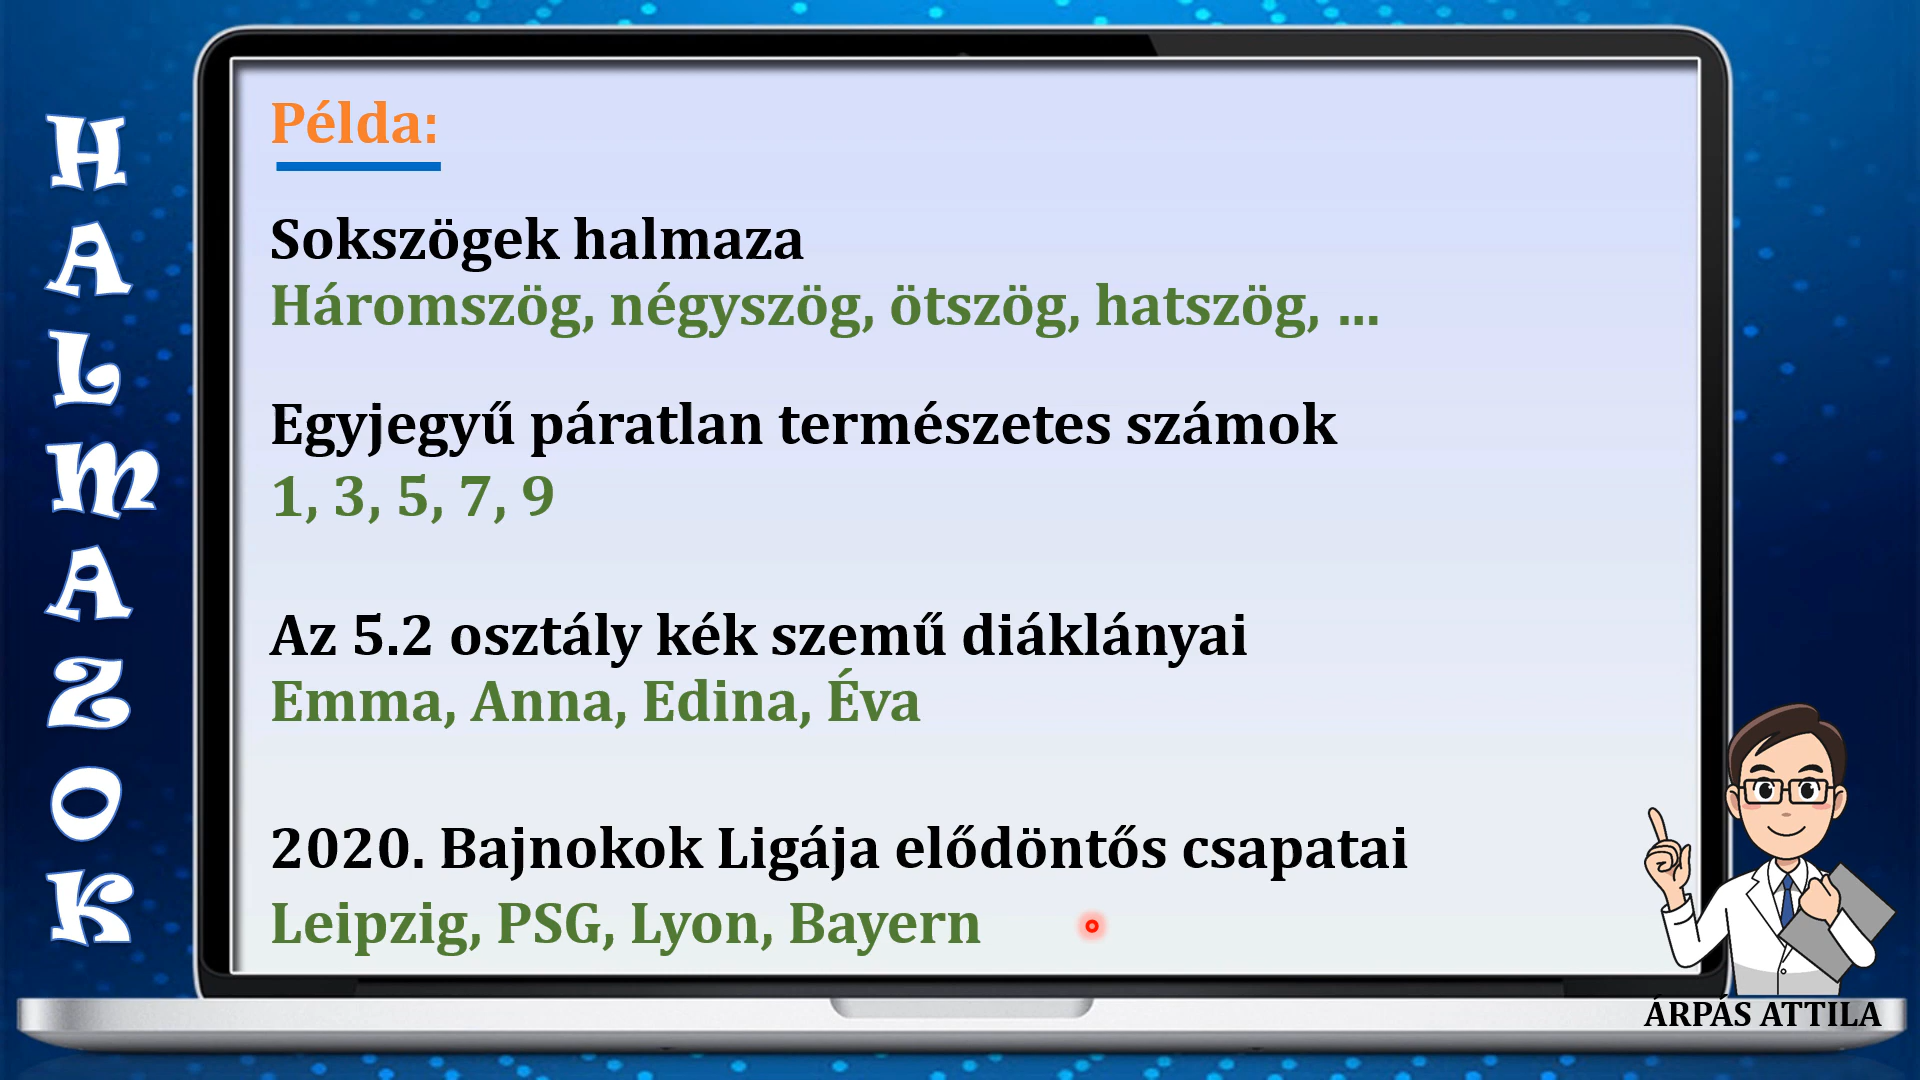 HALMAZOK
Példa:
Sokszögek halmaza
Háromszög, négyszög, ötszög, hatszög, ...
Egyjegyű páratlan természetes számok
1, 3, 5, 7, 9
Az 5.2 osztály kék szemű diáklányai
Emma, Anna, Edina, Éva
2020. Bajnokok Ligája elődöntős csapatai
Leipzig, PSG, Lyon, Bayern
ÁRPÁS ATTILA